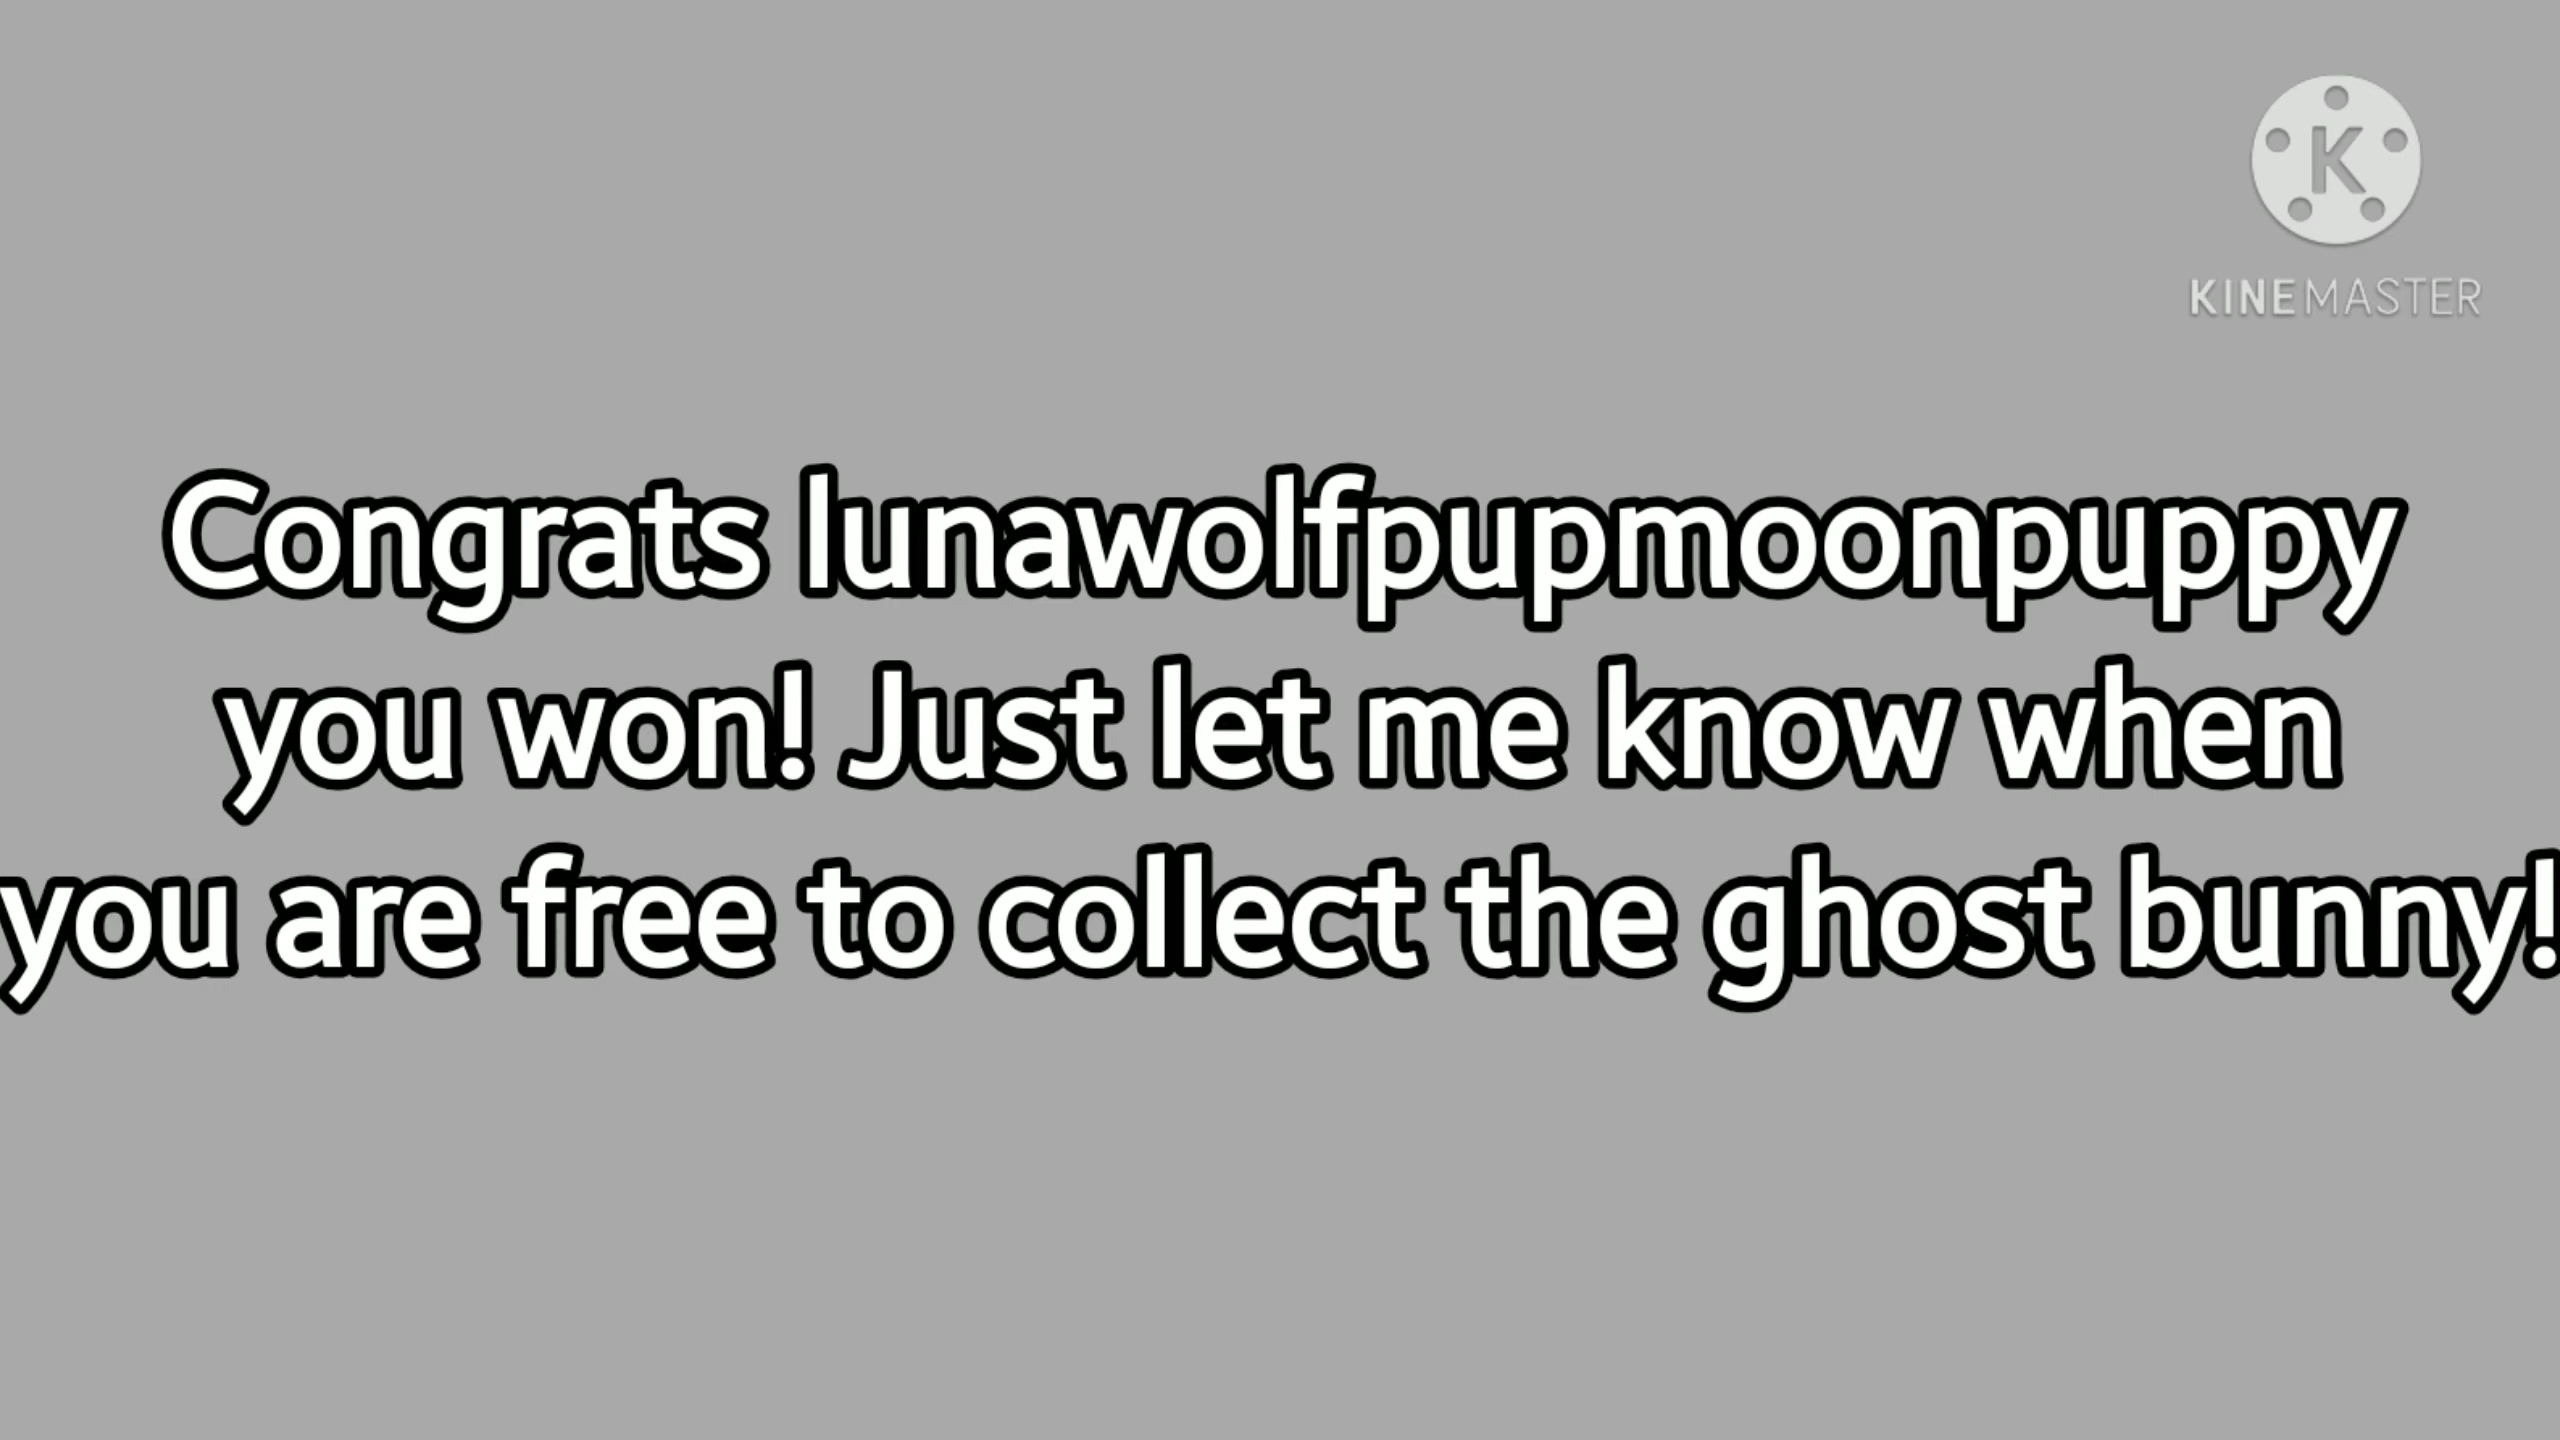 K
KINEMASTER
Congrats lunawolfpupmoonpuppy
you won! Just let me know when
you are free to collect the ghost bunny!